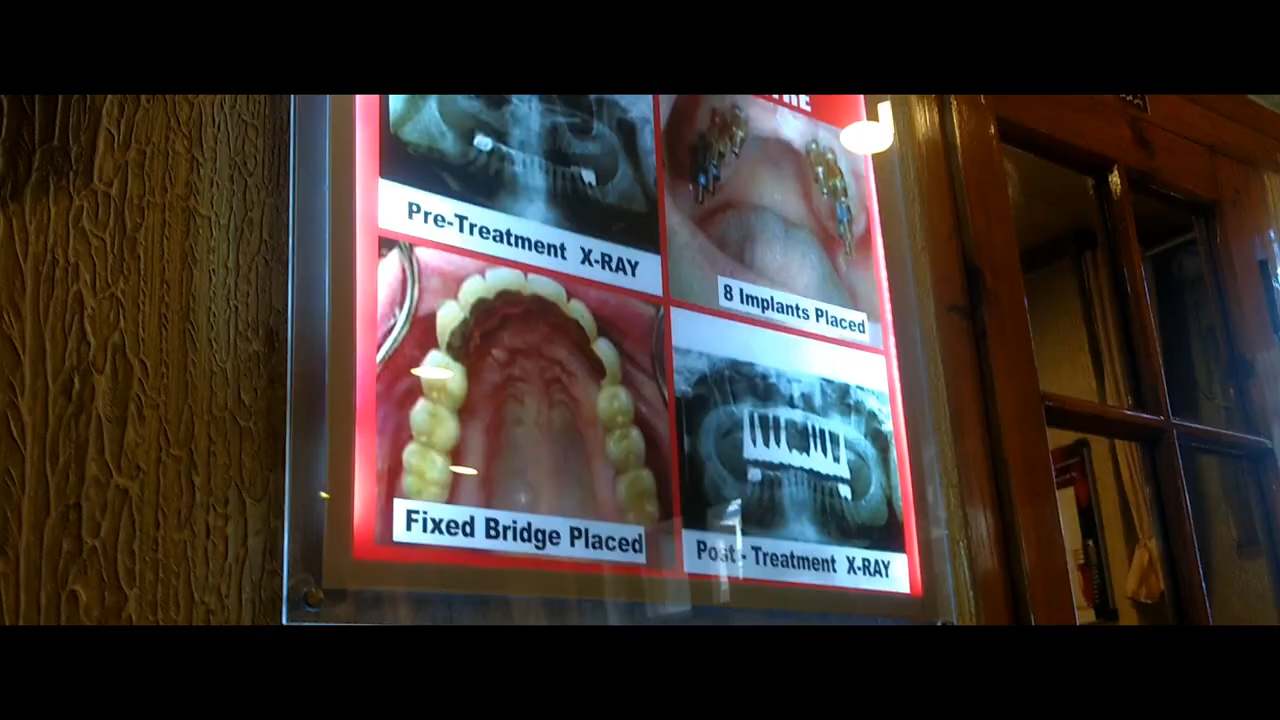 Pre-Treatment X-RAY
8 Implants Placed
Fixed Bridge Placed
Post - Treatment X-RAY